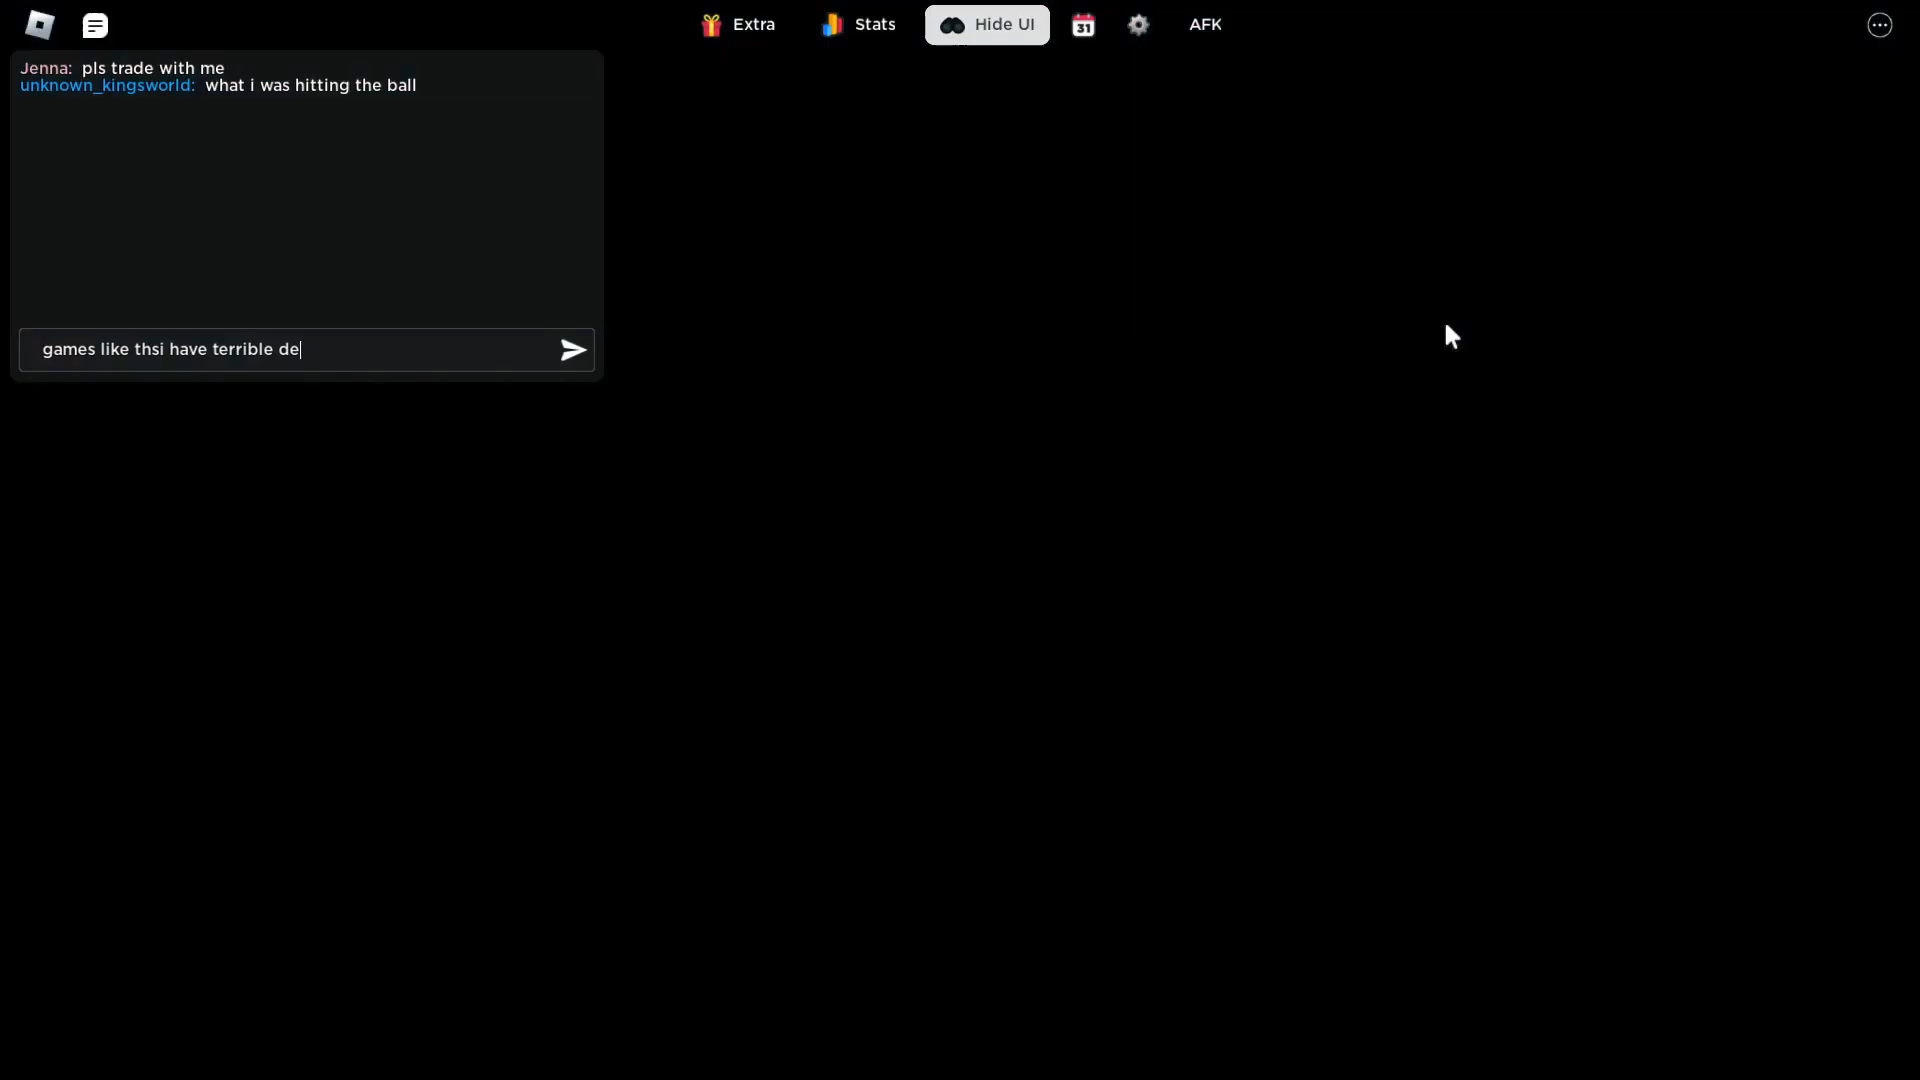 Extra Stats Hide UI 31 AFK
Jenna: pls trade with me
unknown_kingsworld: what i was hitting the ball
games like thsi have terrible de